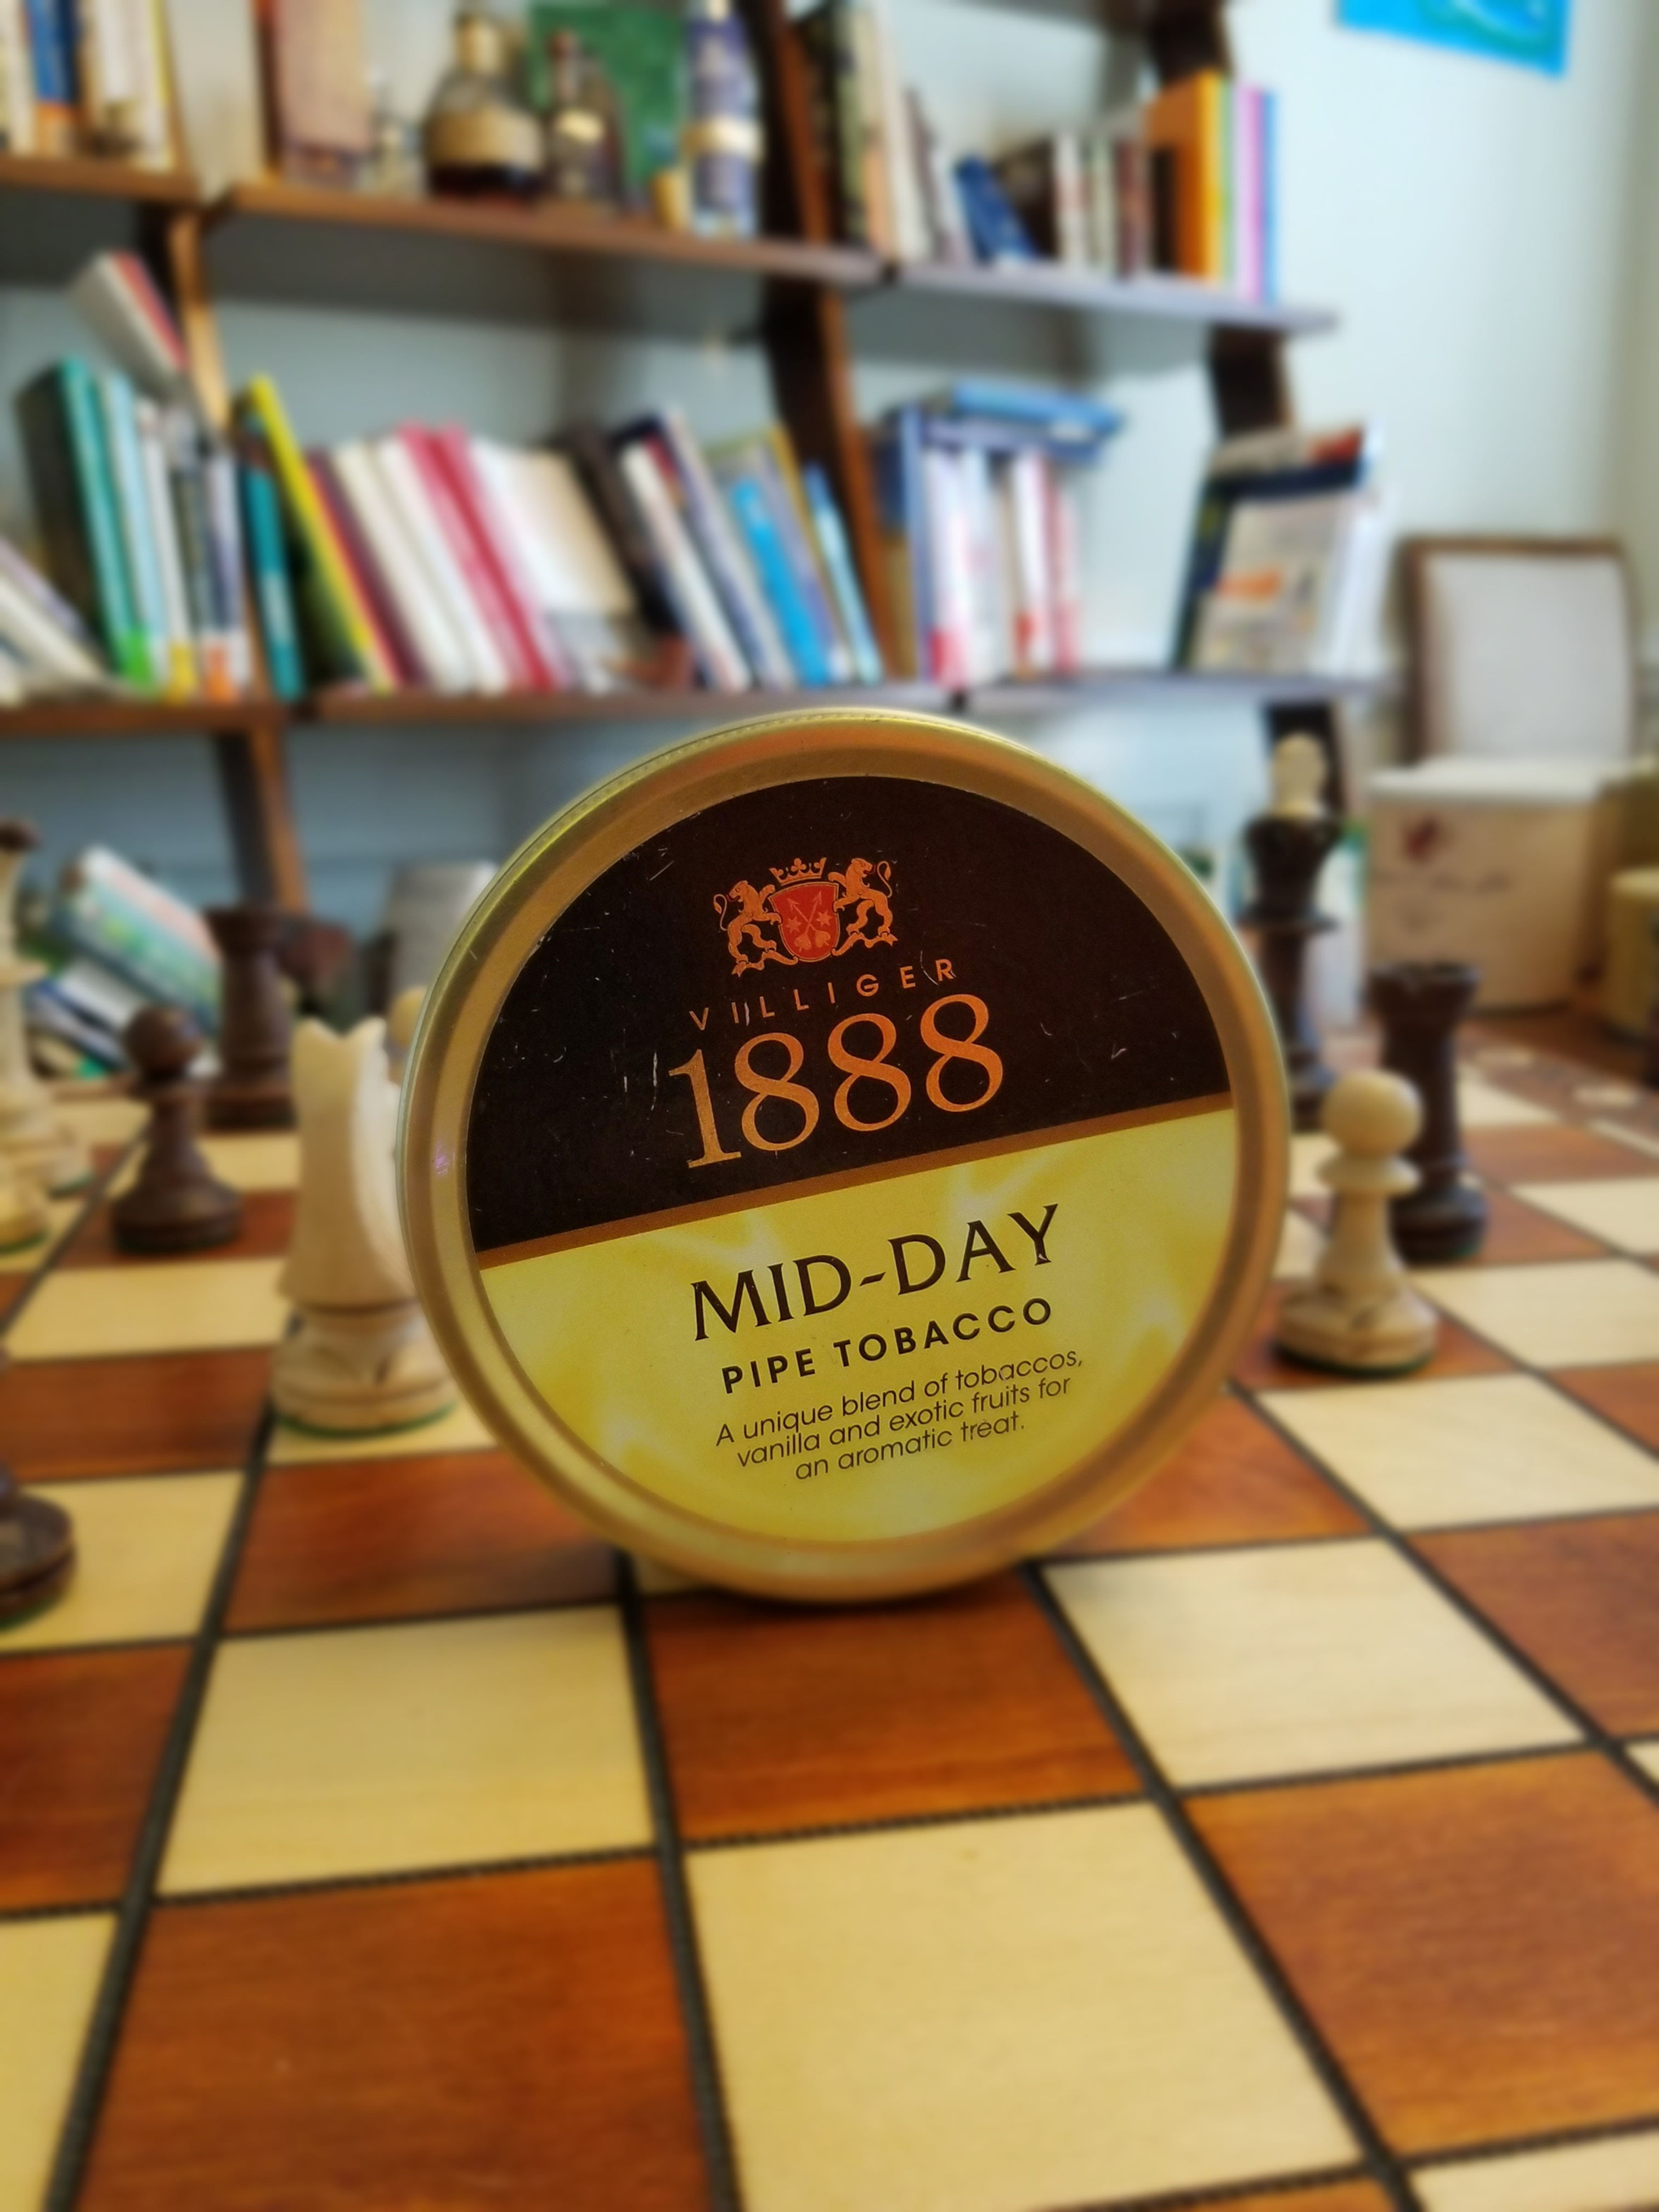 VILLIGER
1888
MID-DAY
PIPE TOBACCO
A unique blend of tobaccos,
vanilla and exotic fruits for
an aromatic treat.